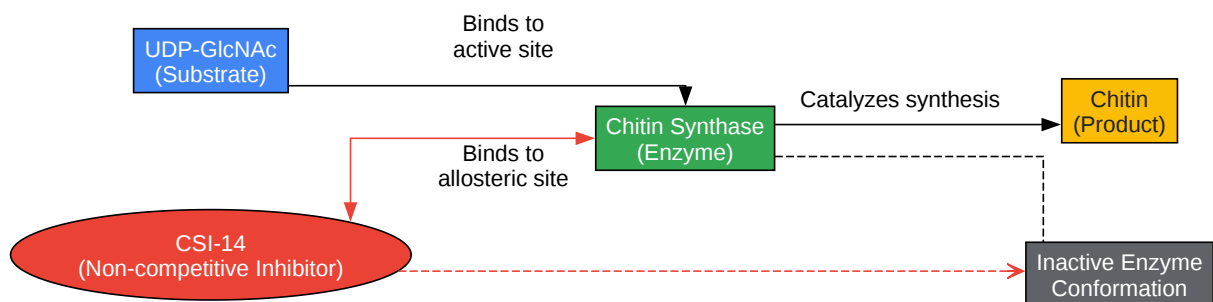 Binds to
active site
UDP-GlcNAc
(Substrate)
Catalyzes synthesis
Chitin
(Product)
Chitin Synthase
(Enzyme)
Binds to
allosteric site
CSI-14
(Non-competitive Inhibitor)
Inactive Enzyme
Conformation